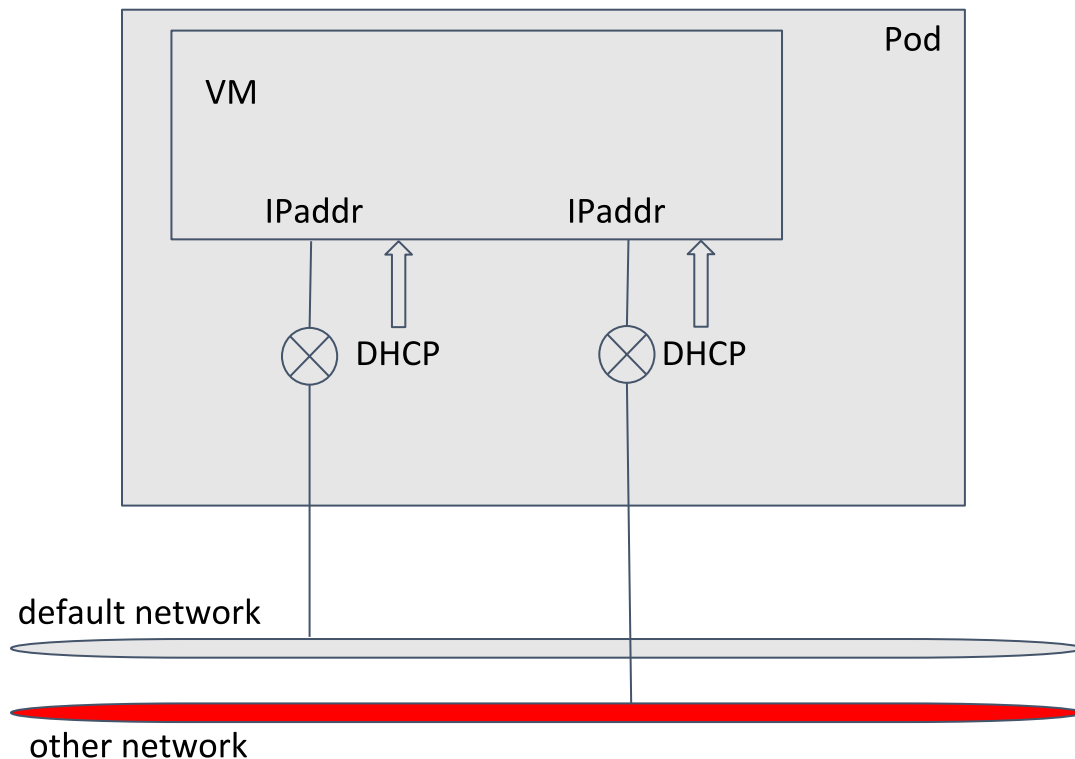 Pod
VM
IPaddr
IPaddr
DHCP
DHCP
default network
other network